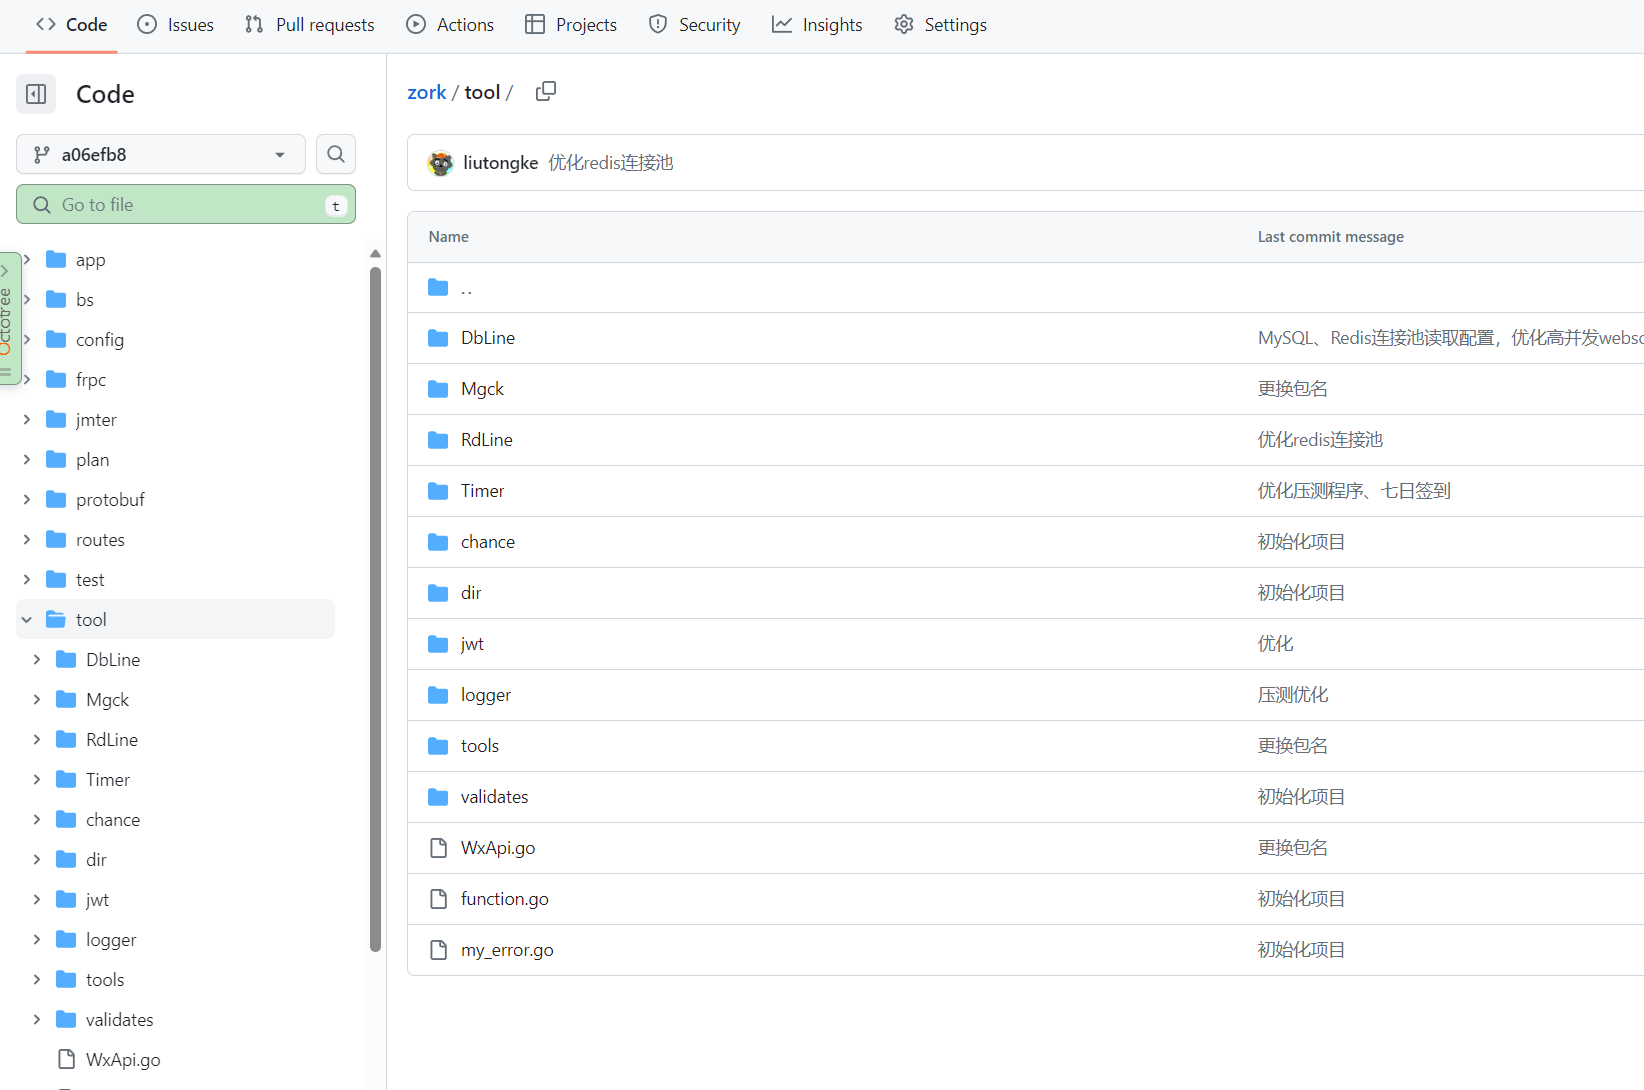 Code
Issues
Pull requests
Actions
Projects
Security
Insights
Settings
Code
a06efb8
Go to file
t
Octotree
app
bs
config
frpc
jmter
plan
protobuf
routes
test
tool
DbLine
Mgck
RdLine
Timer
chance
dir
jwt
logger
tools
validates
WxApi.go
zork / tool /
liutongke 优化redis连接池
Name Last commit message
..
DbLine MySQL、Redis连接池读取配置，优化高并发websc
Mgck 更换包名
RdLine 优化redis连接池
Timer 优化压测程序、七日签到
chance 初始化项目
dir 初始化项目
jwt 优化
logger 压测优化
tools 更换包名
validates 初始化项目
WxApi.go 更换包名
function.go 初始化项目
my_error.go 初始化项目